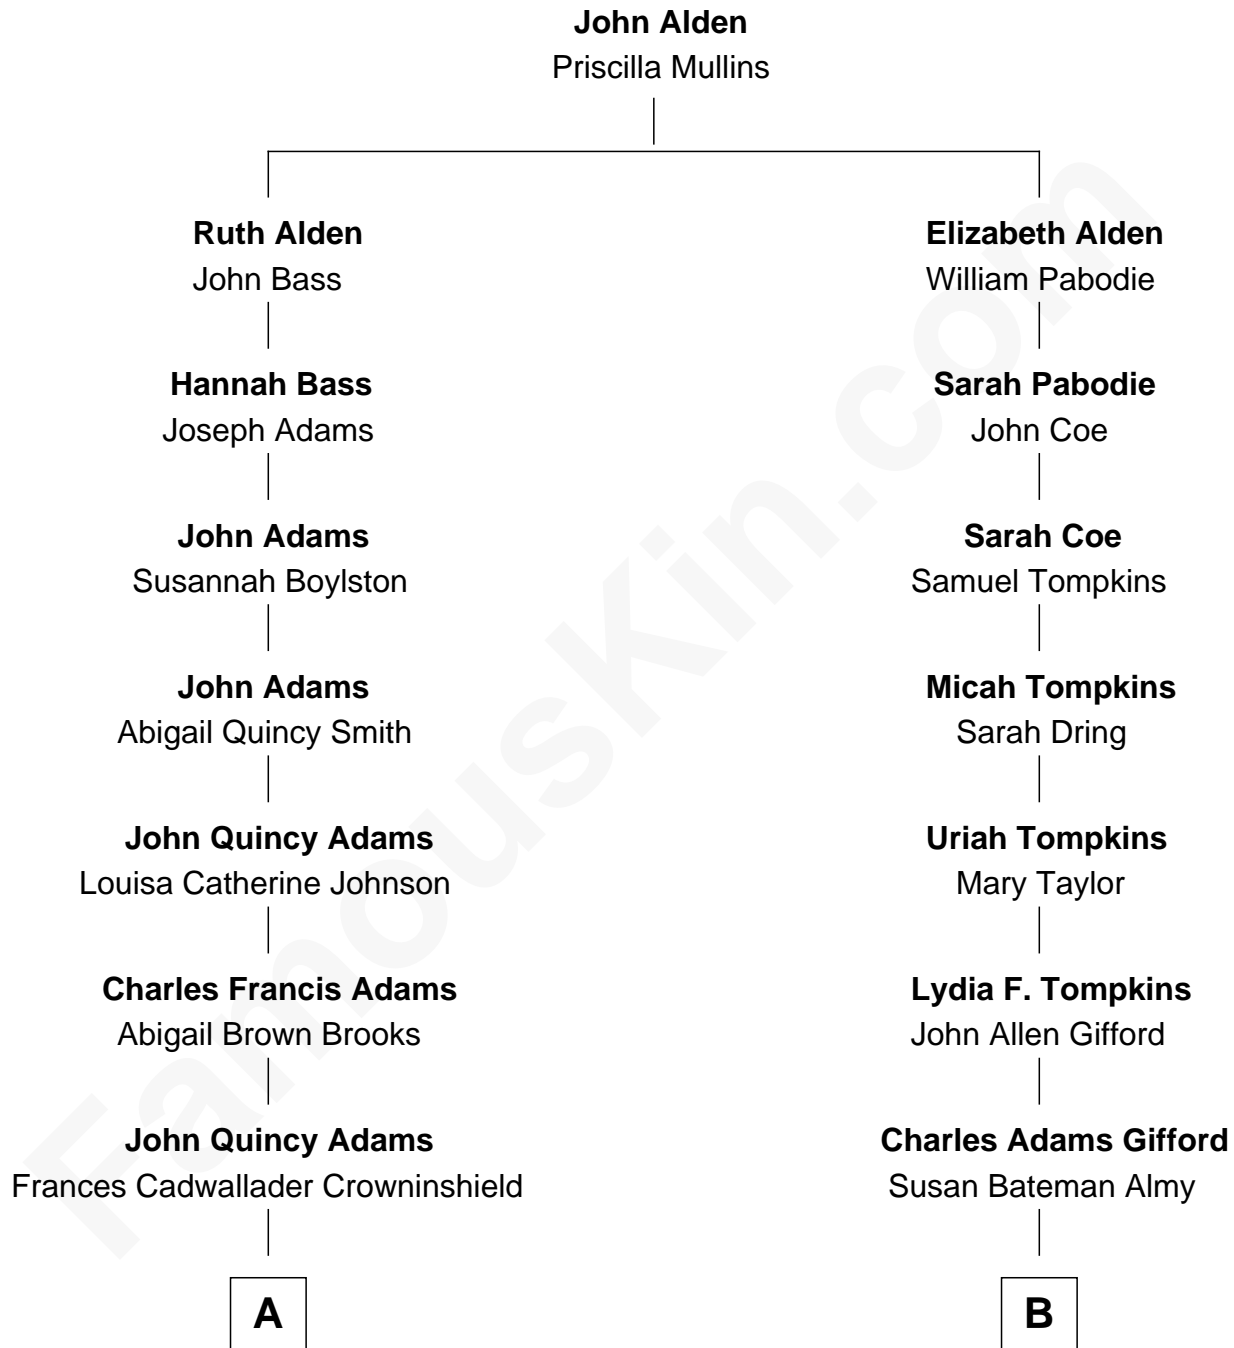 John Alden
Priscilla Mullins
Ruth Alden
John Bass
Hannah Bass
Joseph Adams
John Adams
Susannah Boylston
John Adams
Abigail Quincy Smith
John Quincy Adams
Louisa Catherine Johnson
Charles Francis Adams
Abigail Brown Brooks
John Quincy Adams
Frances Cadwallader Crowninshield
A
Elizabeth Alden
William Pabodie
Sarah Pabodie
John Coe
Sarah Coe
Samuel Tompkins
Micah Tompkins
Sarah Dring
Uriah Tompkins
Mary Taylor
Lydia F. Tompkins
John Allen Gifford
Charles Adams Gifford
Susan Bateman Almy
B
FamousKin.com